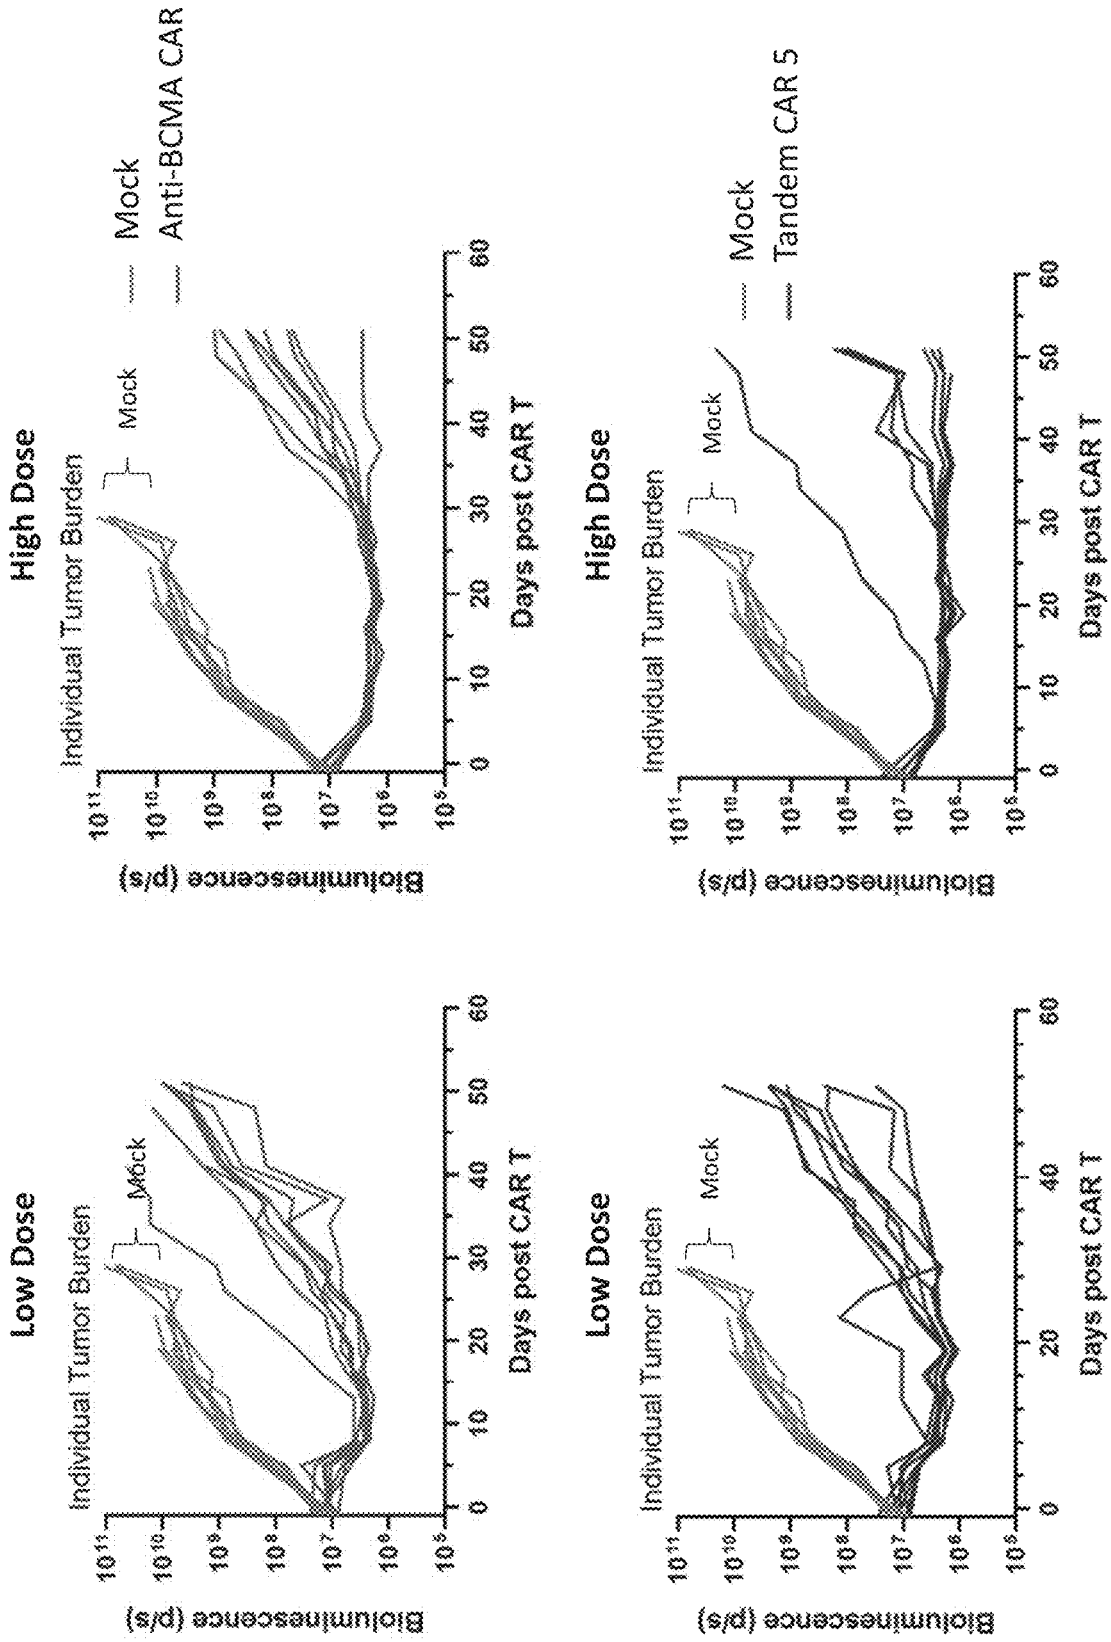 Low Dose
Individual Tumor Burden
Mock
Bioluminescence (p/s)
10¹¹
10¹⁰
10⁹
10⁸
10⁷
10⁶
10⁵
0 10 20 30 40 50 60
Days post CAR T
High Dose
Individual Tumor Burden
Mock
Mock
Anti-BCMA CAR
Bioluminescence (p/s)
10¹¹
10¹⁰
10⁹
10⁸
10⁷
10⁶
10⁵
0 10 20 30 40 50 60
Days post CAR T
Low Dose
Individual Tumor Burden
Mock
Bioluminescence (p/s)
10¹¹
10¹⁰
10⁹
10⁸
10⁷
10⁶
10⁵
0 20 40 60
Days post CAR T
High Dose
Individual Tumor Burden
Mock
Mock
Tandem CAR 5
Bioluminescence (p/s)
10¹¹
10¹⁰
10⁹
10⁸
10⁷
10⁶
10⁵
0 10 20 30 40 50 60
Days post CAR T